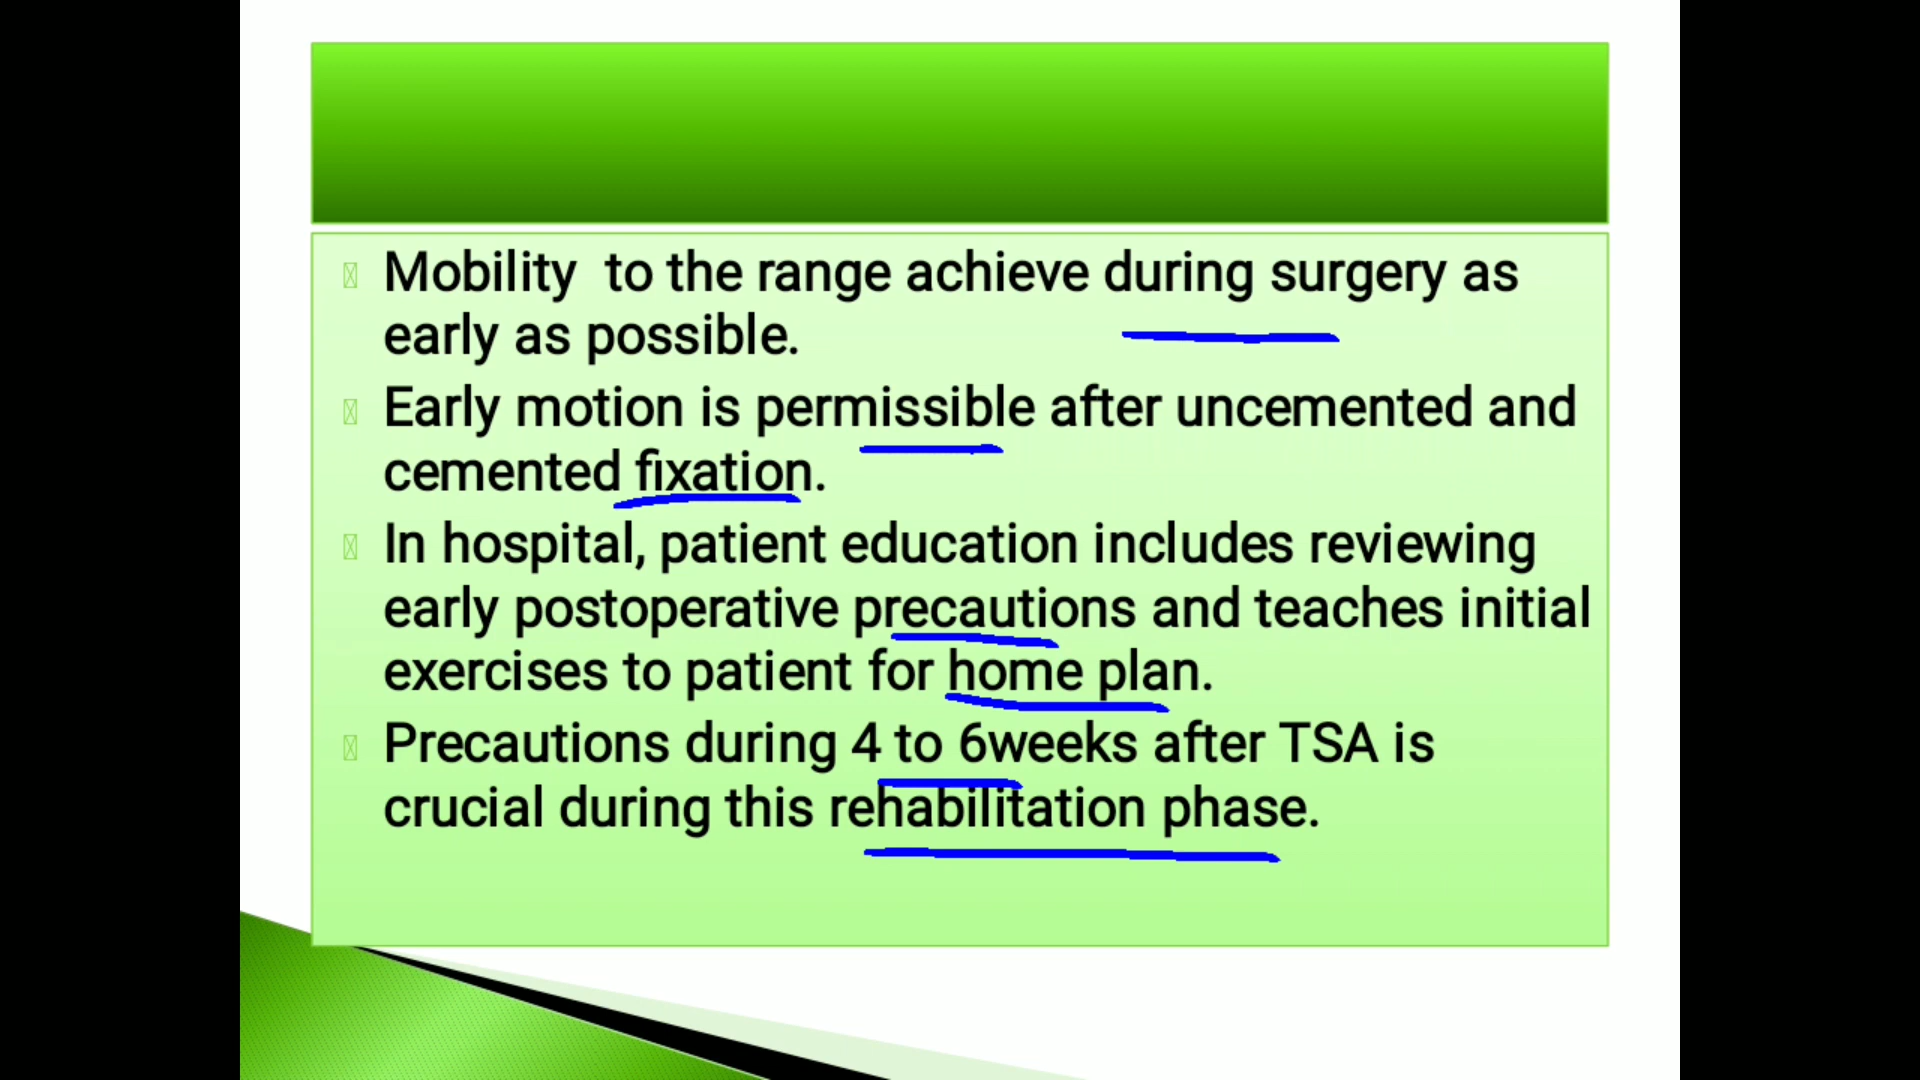 Mobility  to the range achieve during surgery as
early as possible.
Early motion is permissible after uncemented and
cemented fixation.
In hospital, patient education includes reviewing
early postoperative precautions and teaches initial
exercises to patient for home plan.
Precautions during 4 to 6weeks after TSA is
crucial during this rehabilitation phase.